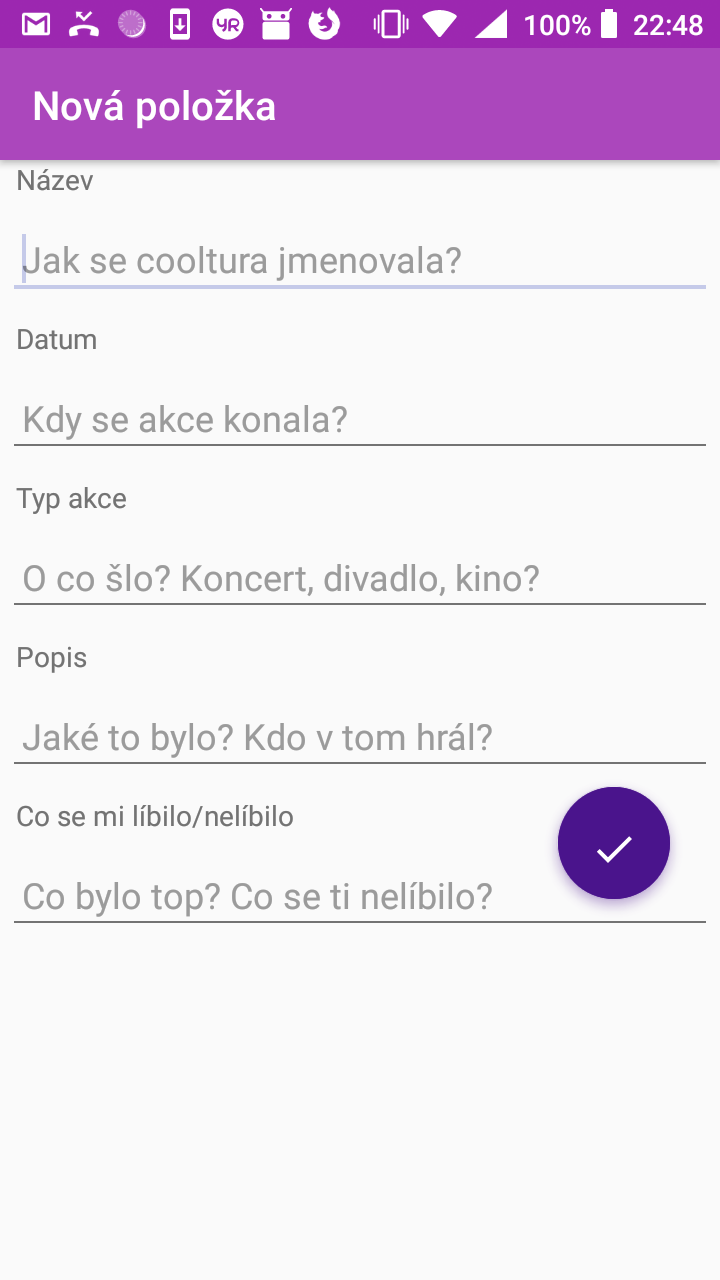 YR 100% 22:48
Nová položka
Název
Jak se cooltura jmenovala?
Datum
Kdy se akce konala?
Typ akce
O co šlo? Koncert, divadlo, kino?
Popis
Jaké to bylo? Kdo v tom hrál?
Co se mi líbilo/nelíbilo
Co bylo top? Co se ti nelíbilo?